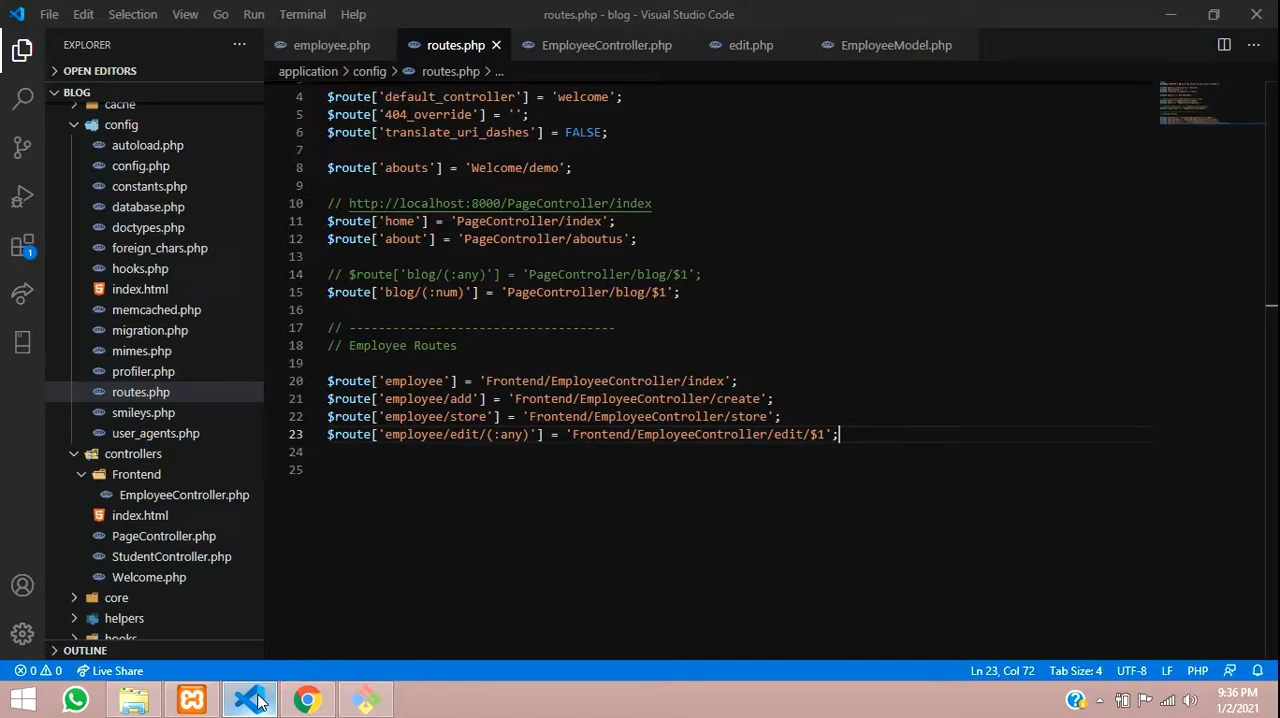 File Edit Selection View Go Run Terminal Help
routes.php - blog - Visual Studio Code
EXPLORER
employee.php
routes.php
EmployeeController.php
edit.php
EmployeeModel.php
OPEN EDITORS
application > config > routes.php > ...
BLOG
cache
config
autoload.php
config.php
constants.php
database.php
doctypes.php
foreign_chars.php
hooks.php
index.html
memcached.php
migration.php
mimes.php
profiler.php
routes.php
smileys.php
user_agents.php
controllers
Frontend
EmployeeController.php
index.html
PageController.php
StudentController.php
Welcome.php
core
helpers
hooks
OUTLINE
4 $route['default_controller'] = 'welcome';
5 $route['404_override'] = '';
6 $route['translate_uri_dashes'] = FALSE;
7
8 $route['abouts'] = 'Welcome/demo';
9
10 // http://localhost:8000/PageController/index
11 $route['home'] = 'PageController/index';
12 $route['about'] = 'PageController/aboutus';
13
14 // $route['blog/(:any)'] = 'PageController/blog/$1';
15 $route['blog/(:num)'] = 'PageController/blog/$1';
16
17 // -------------------------------------
18 // Employee Routes
19
20 $route['employee'] = 'Frontend/EmployeeController/index';
21 $route['employee/add'] = 'Frontend/EmployeeController/create';
22 $route['employee/store'] = 'Frontend/EmployeeController/store';
23 $route['employee/edit/(:any)'] = 'Frontend/EmployeeController/edit/$1';
24
25
1
0 0 Live Share
Ln 23, Col 72 Tab Size: 4 UTF-8 LF PHP
9:36 PM
1/2/2021